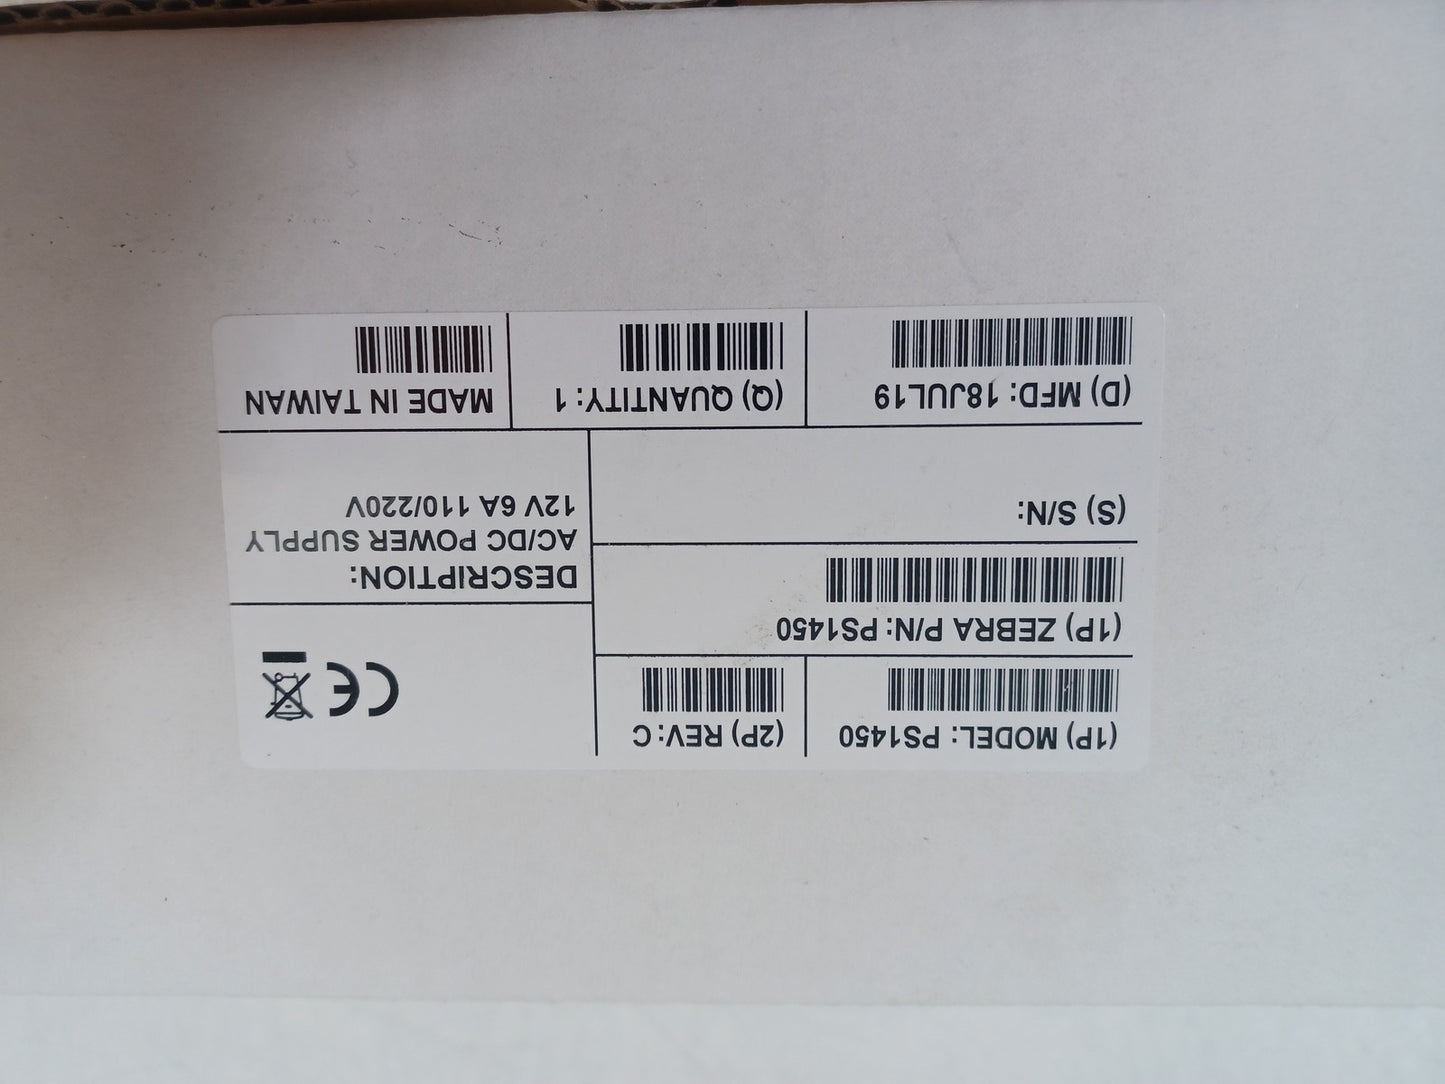 (1P) MODEL: PS1450
(2P) REV: C
CE
(1P) ZEBRA P/N: PS1450
DESCRIPTION:
AC/DC POWER SUPPLY
12V 6A 110/220V
(S) S/N:
(D) MFD: 18JUL19
(Q) QUANTITY: 1
MADE IN TAIWAN